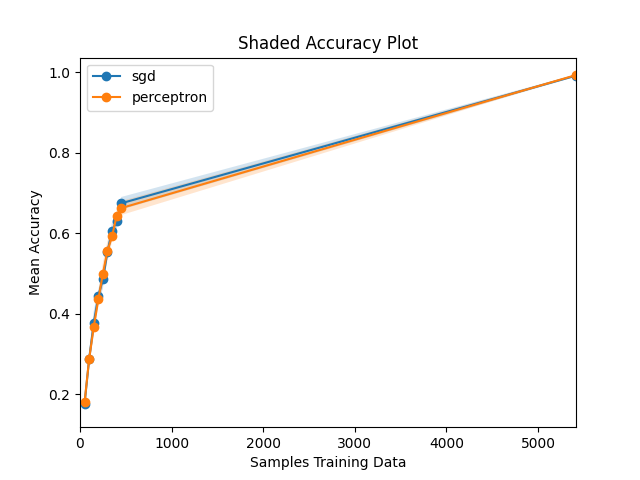 Shaded Accuracy Plot
sgd
perceptron
Mean Accuracy
1.0
0.8
0.6
0.4
0.2
0
1000
2000
3000
4000
5000
Samples Training Data